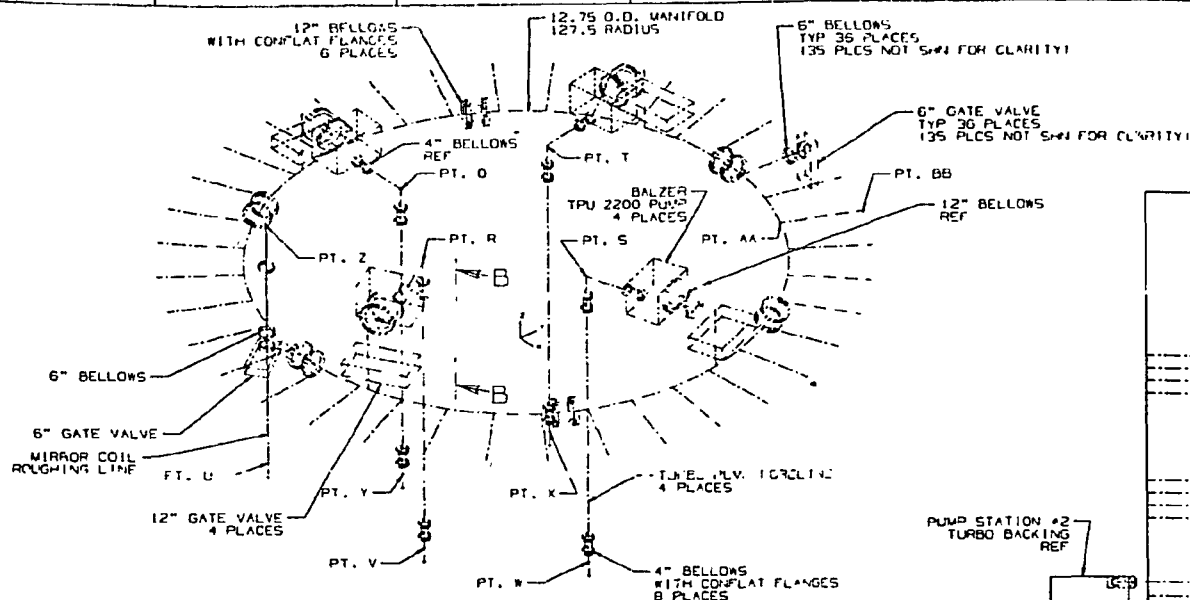 12" BELLOWS
WITH CONFLAT FLANGES
6 PLACES
12.75 O.D. MANIFOLD
127.5 RADIUS
6" BELLOWS
TYP 36 PLACES
(35 PLCS NOT SHN FOR CLARITY)
6" GATE VALVE
TYP 36 PLACES
(35 PLCS NOT SHN FOR CLARITY)
4" BELLOWS
REF
PT. Q
PT. T
PT. BB
BALZER
TPU 2200 PUMP
4 PLACES
12" BELLOWS
REF
PT. R
PT. S
PT. AA
PT. Z
B
B
6" BELLOWS
6" GATE VALVE
MIRROR COIL
ROUGHING LINE
PT. U
PT. Y
12" GATE VALVE
4 PLACES
PT. X
4 PLACES
PT. V
PT. W
4" BELLOWS
WITH CONFLAT FLANGES
8 PLACES
PUMP STATION #2
TURBO BACKING
REF